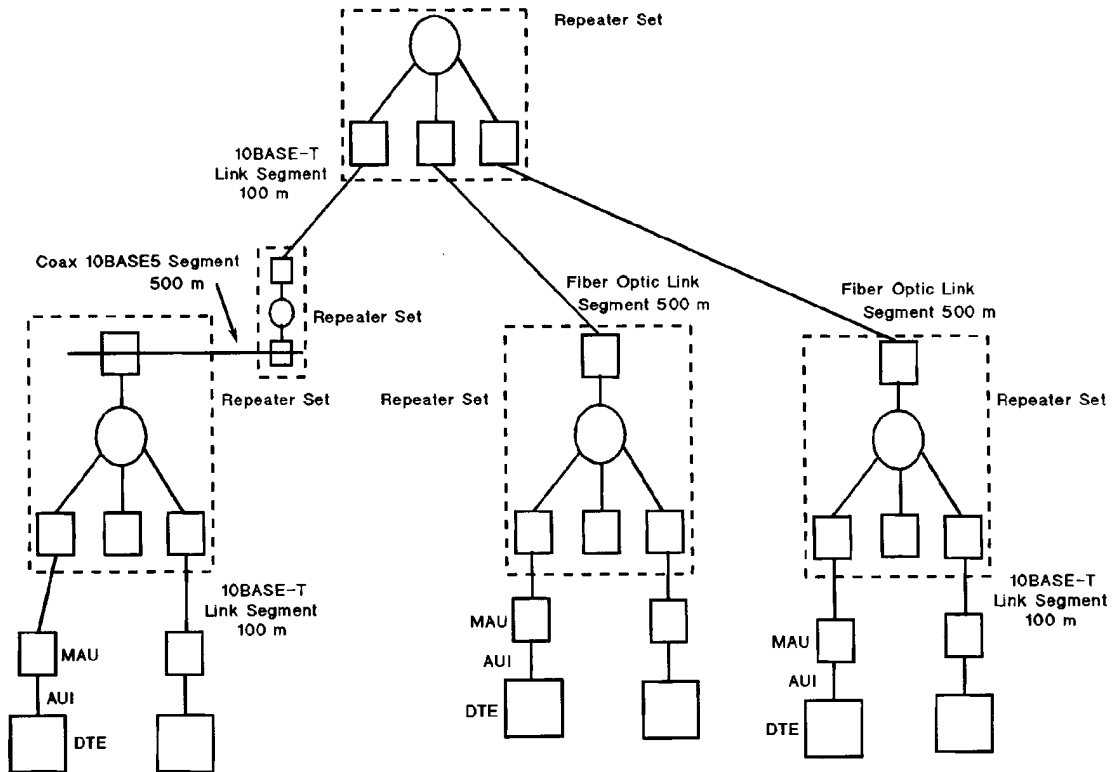 Repeater Set
10BASE-T
Link Segment
100 m
Coax 10BASE5 Segment
500 m
Repeater Set
Fiber Optic Link
Segment 500 m
Fiber Optic Link
Segment 500 m
Repeater Set
Repeater Set
Repeater Set
10BASE-T
Link Segment
100 m
10BASE-T
Link Segment
100 m
MAU
AUI
DTE
MAU
AUI
DTE
MAU
AUI
DTE